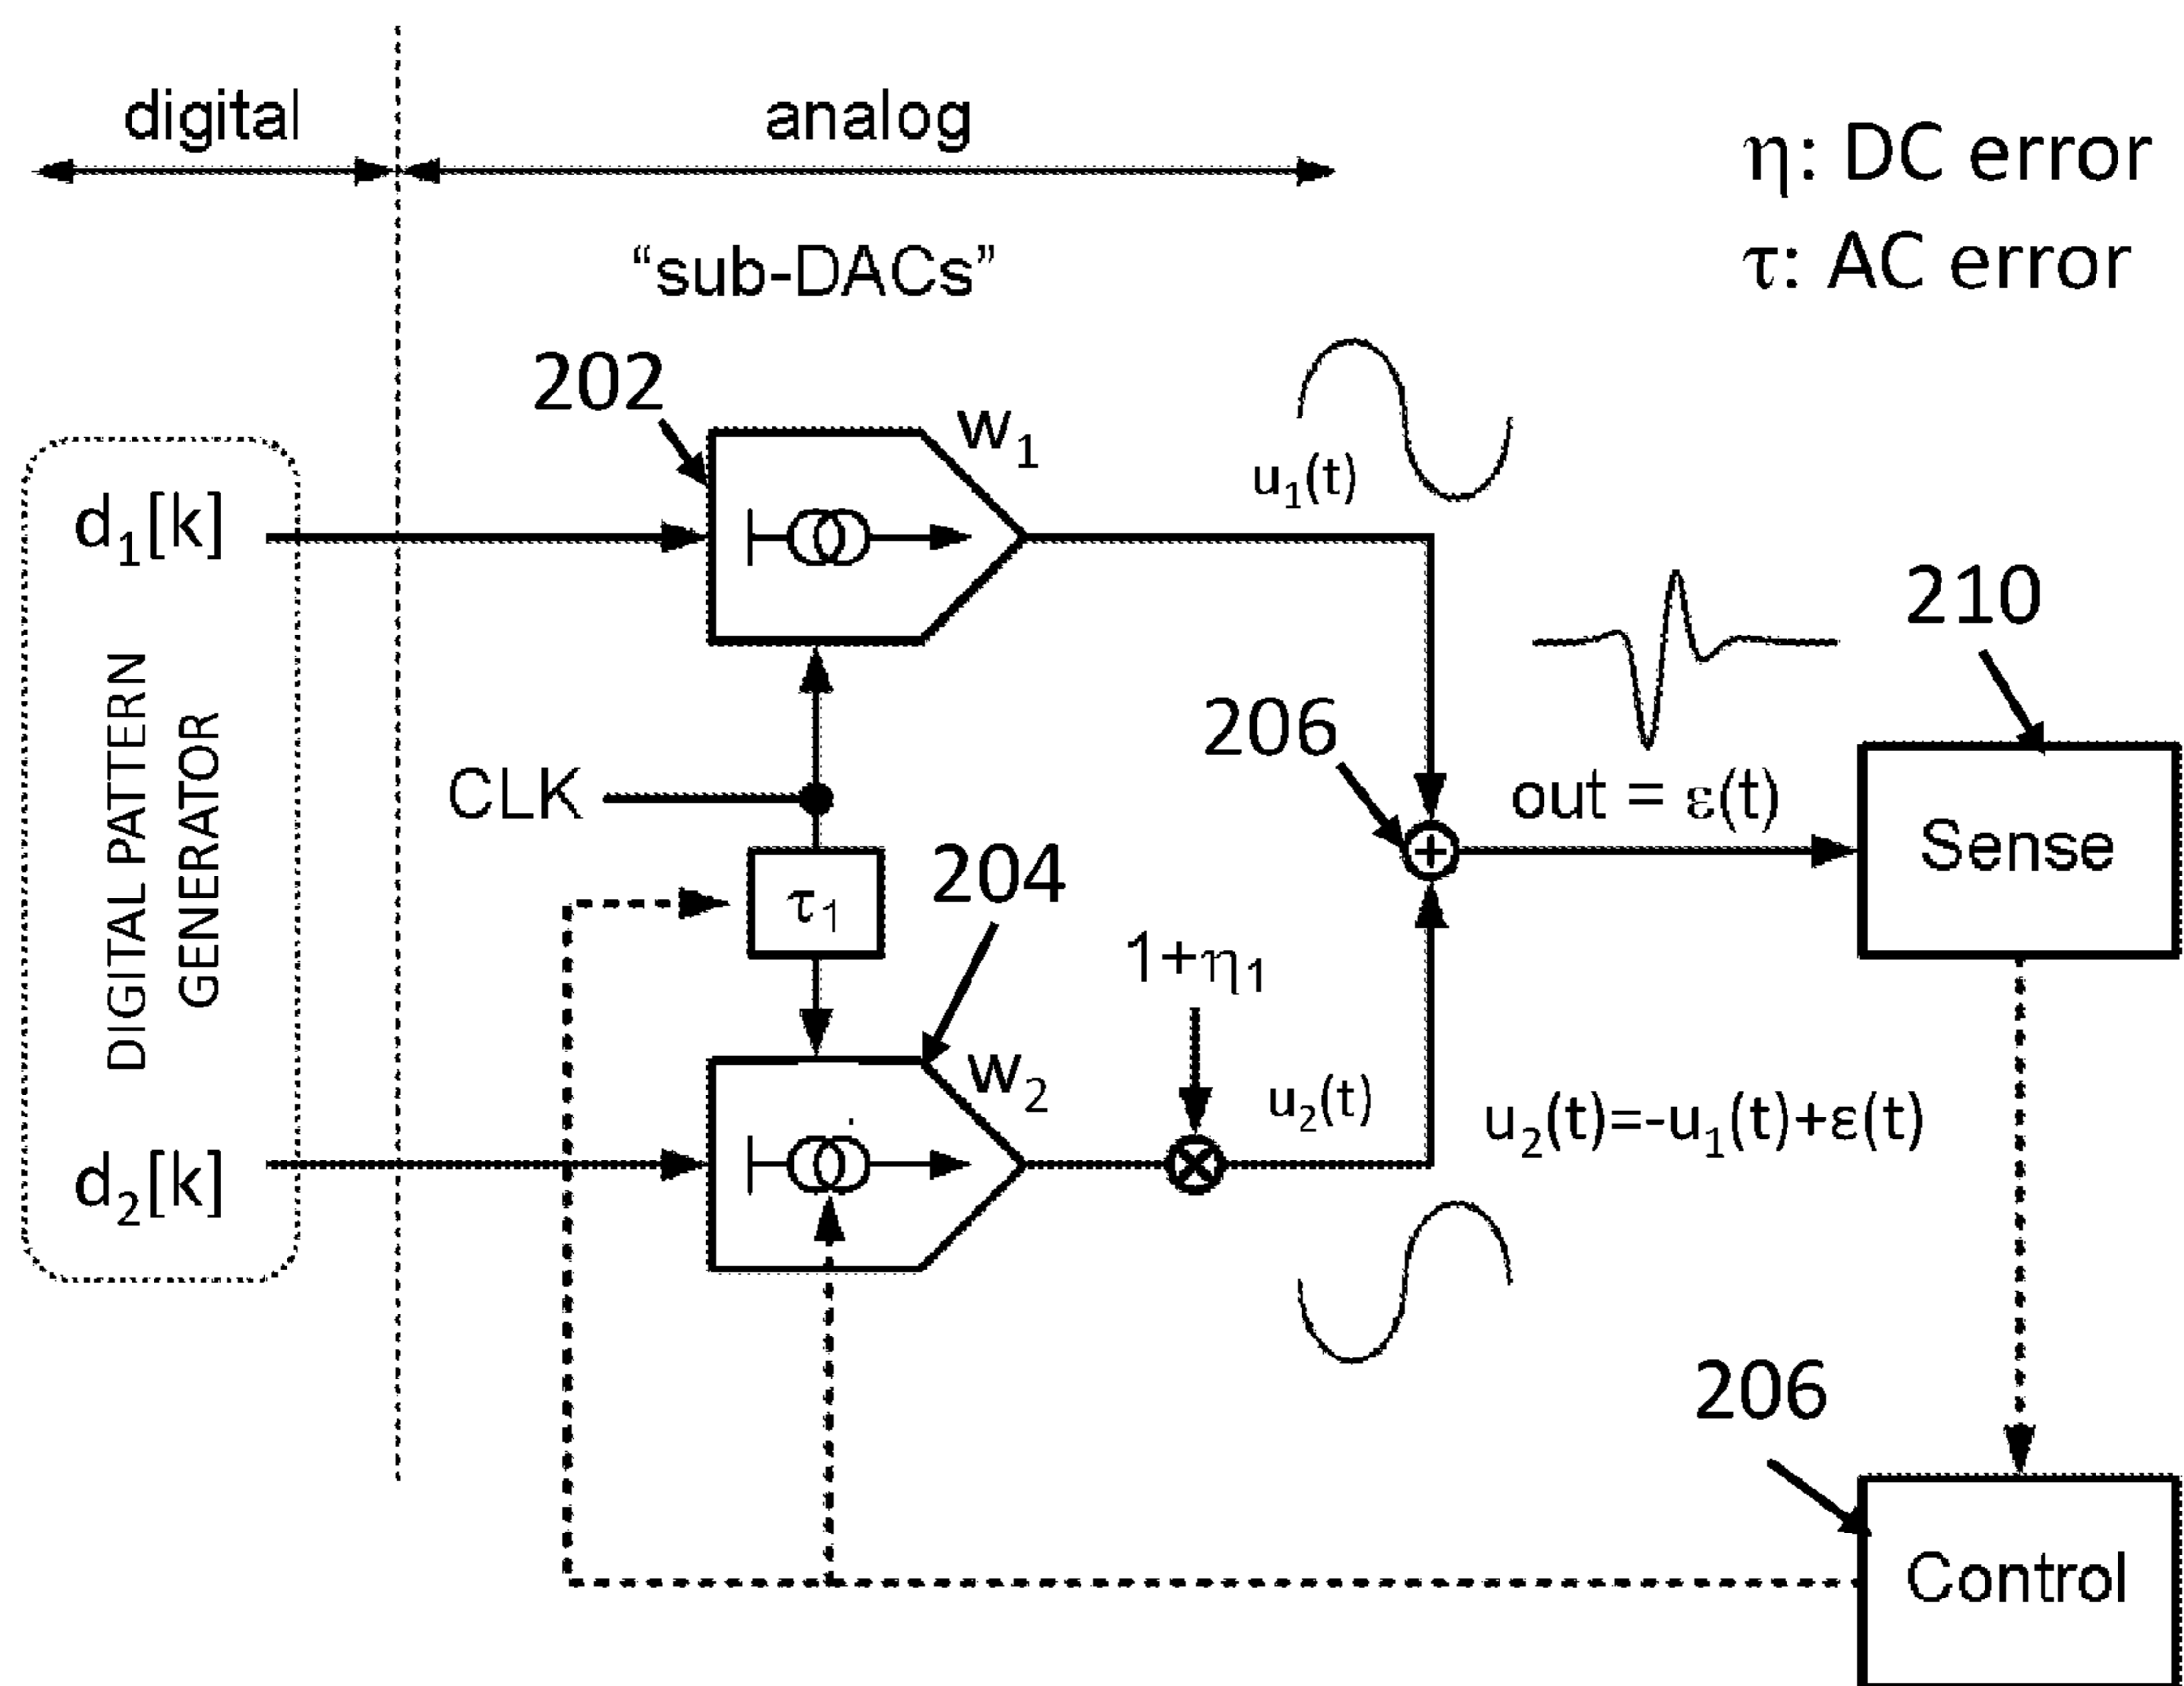 digital
analog
η: DC error
τ: AC error
“sub-DACs”
202
w₁
u₁(t)
d₁[k]
210
206
CLK
out = ε(t)
Sense
204
τ₁
DIGITAL PATTERN
GENERATOR
1+η₁
w₂
u₂(t)
u₂(t)=-u₁(t)+ε(t)
d₂[k]
206
Control